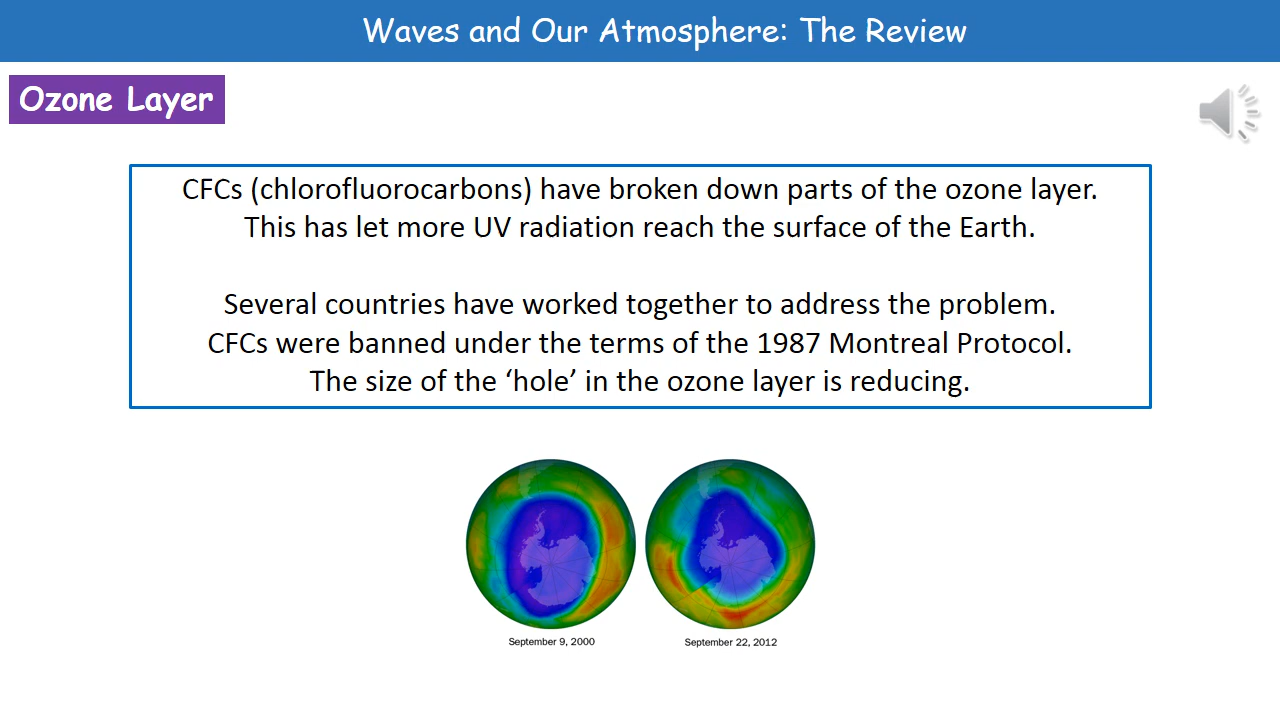 Waves and Our Atmosphere: The Review
Ozone Layer
CFCs (chlorofluorocarbons) have broken down parts of the ozone layer.
This has let more UV radiation reach the surface of the Earth.
Several countries have worked together to address the problem.
CFCs were banned under the terms of the 1987 Montreal Protocol.
The size of the ‘hole’ in the ozone layer is reducing.
September 9, 2000
September 22, 2012